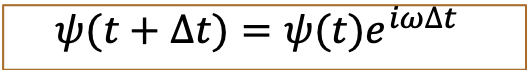 ψ(t + Δt) = ψ(t)e^{iωΔt}